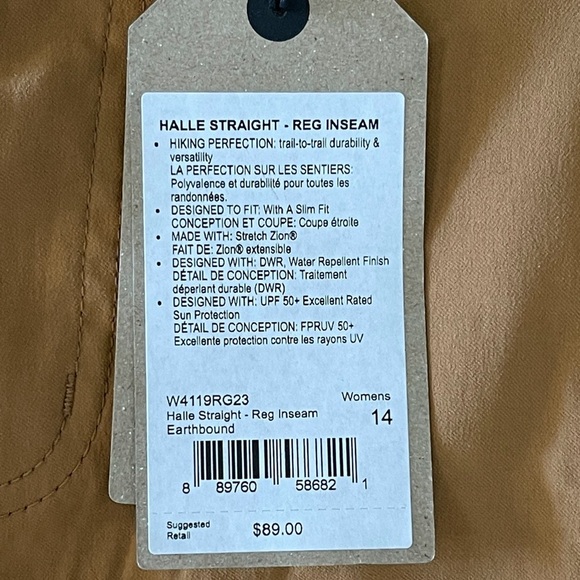 HALLE STRAIGHT - REG INSEAM
• HIKING PERFECTION: trail-to-trail durability &
versatility
LA PERFECTION SUR LES SENTIERS:
Polyvalence et durabilité pour toutes les
randonnées.
• DESIGNED TO FIT: With A Slim Fit
CONCEPTION ET COUPE: Coupe étroite
• MADE WITH: Stretch Zion®
FAIT DE: Zion® extensible
• DESIGNED WITH: DWR, Water Repellent Finish
DÉTAIL DE CONCEPTION: Traitement
déperlant durable (DWR)
• DESIGNED WITH: UPF 50+ Excellent Rated
Sun Protection
DÉTAIL DE CONCEPTION: FPRUV 50+
Excellente protection contre les rayons UV
W4119RG23 Womens
Halle Straight - Reg Inseam 14
Earthbound
8 89760 58682 1
Suggested
Retail $89.00